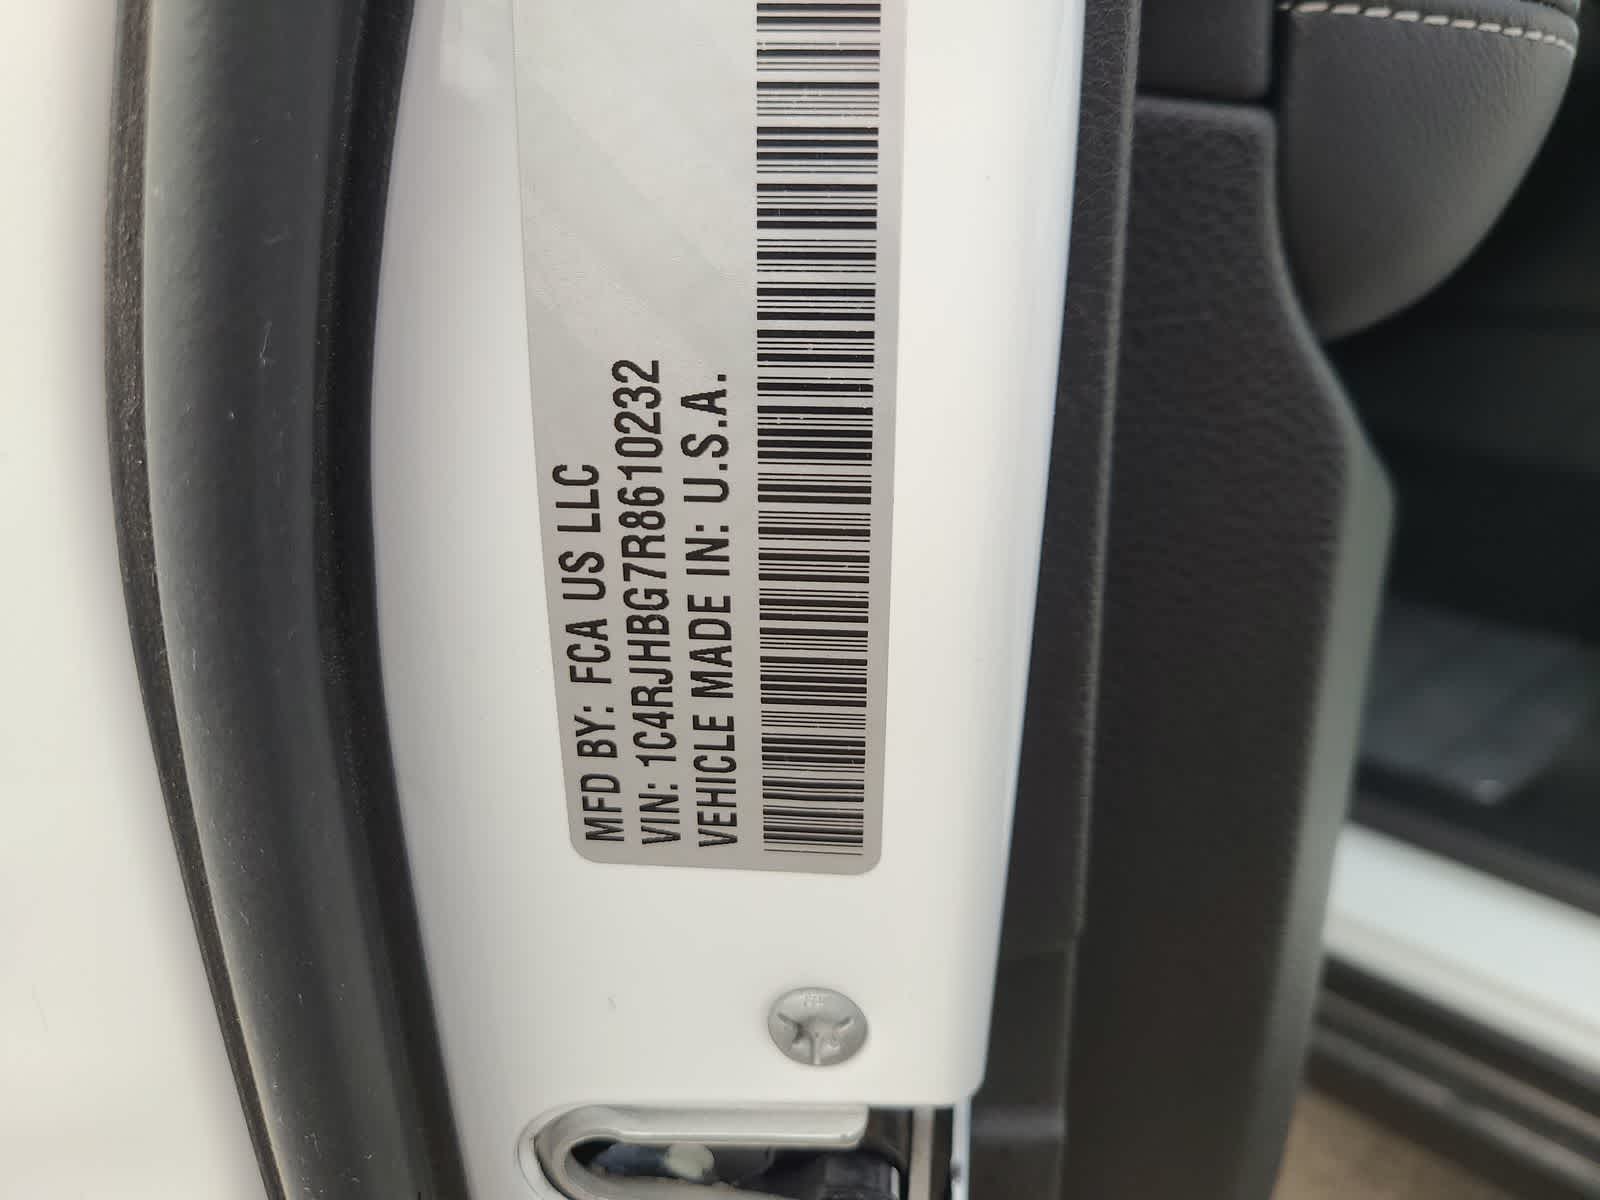 MFD BY: FCA US LLC
VIN: 1C4RJHBG7R8610232
VEHICLE MADE IN: U.S.A.